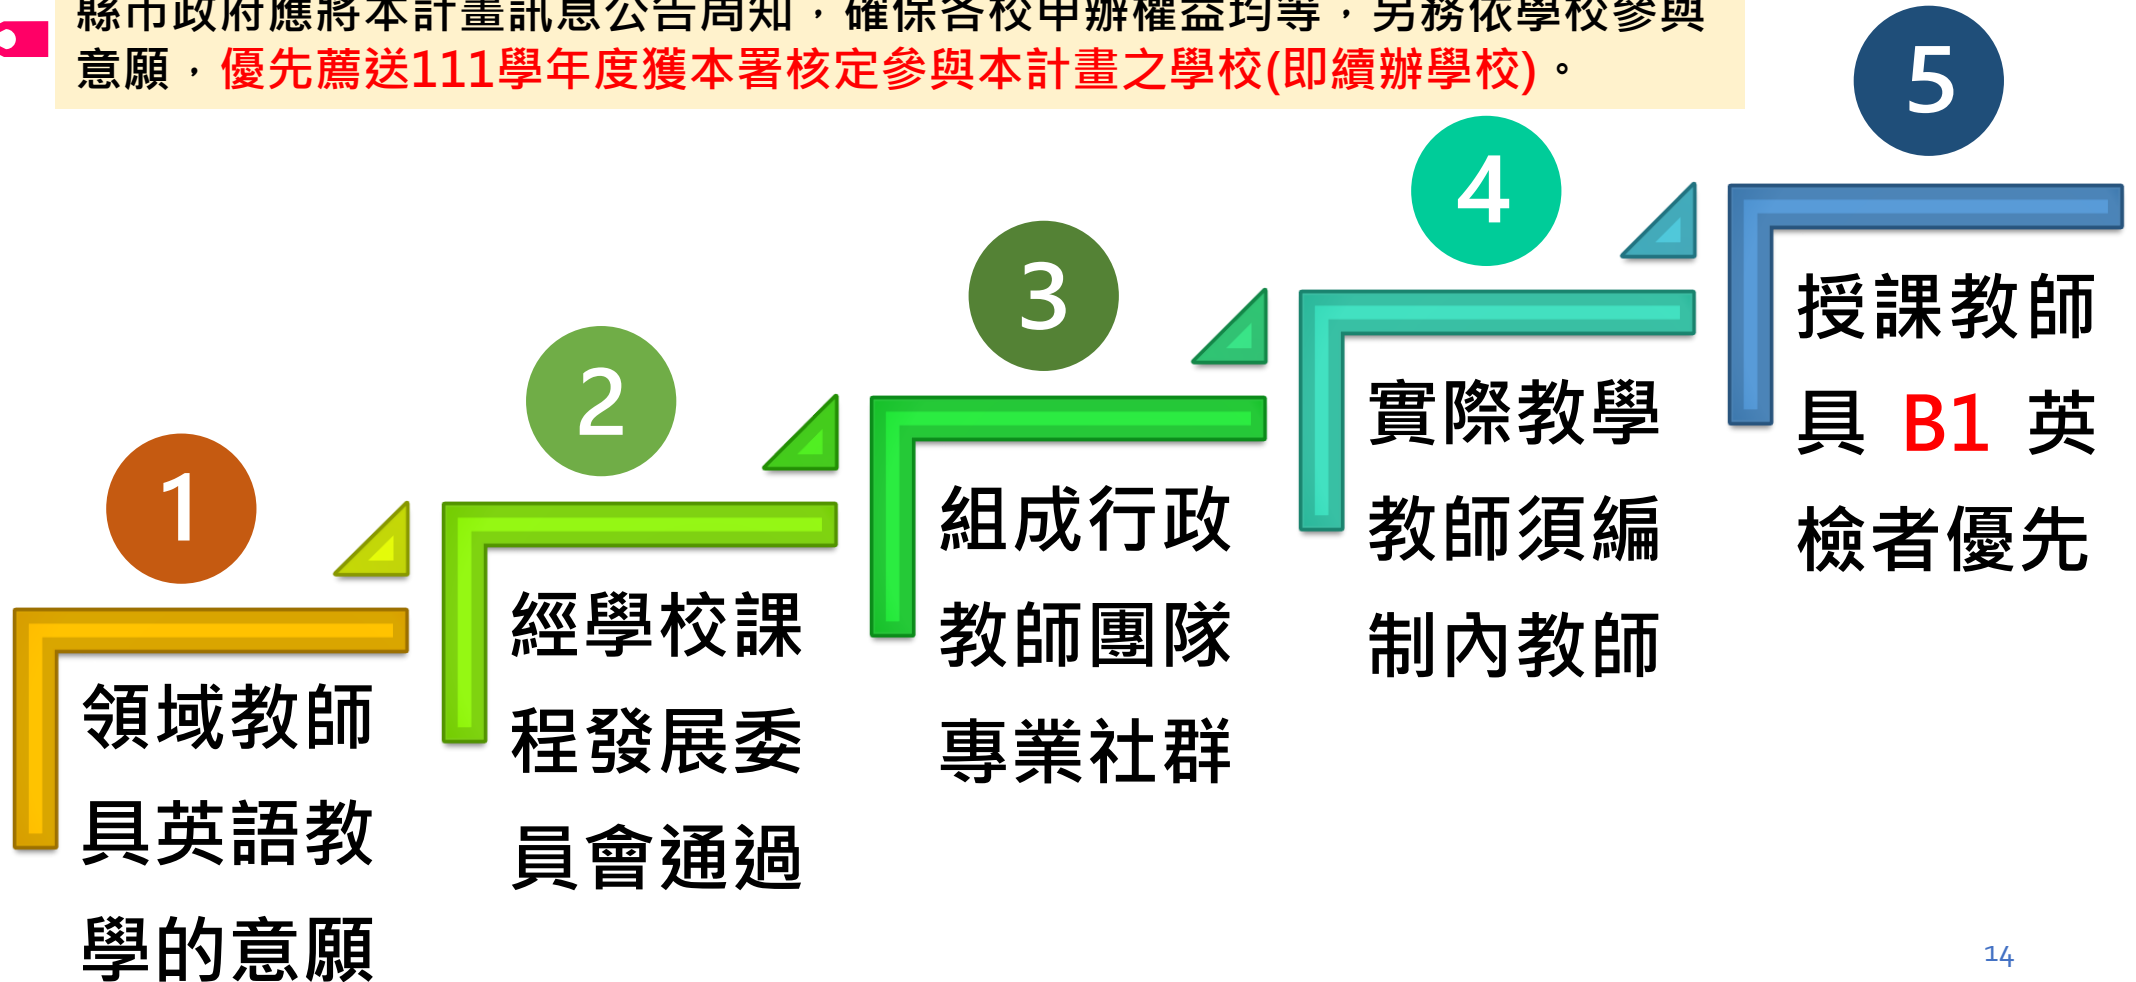 縣市政府應將本計畫訊息公告周知，確保各校申辦權益均等，另務依學校參與
意願，優先薦送111學年度獲本署核定參與本計畫之學校(即續辦學校)。
1
領域教師
具英語教
學的意願
2
經學校課
程發展委
員會通過
3
組成行政
教師團隊
專業社群
4
實際教學
教師須編
制內教師
5
授課教師
具 B1 英
檢者優先
14